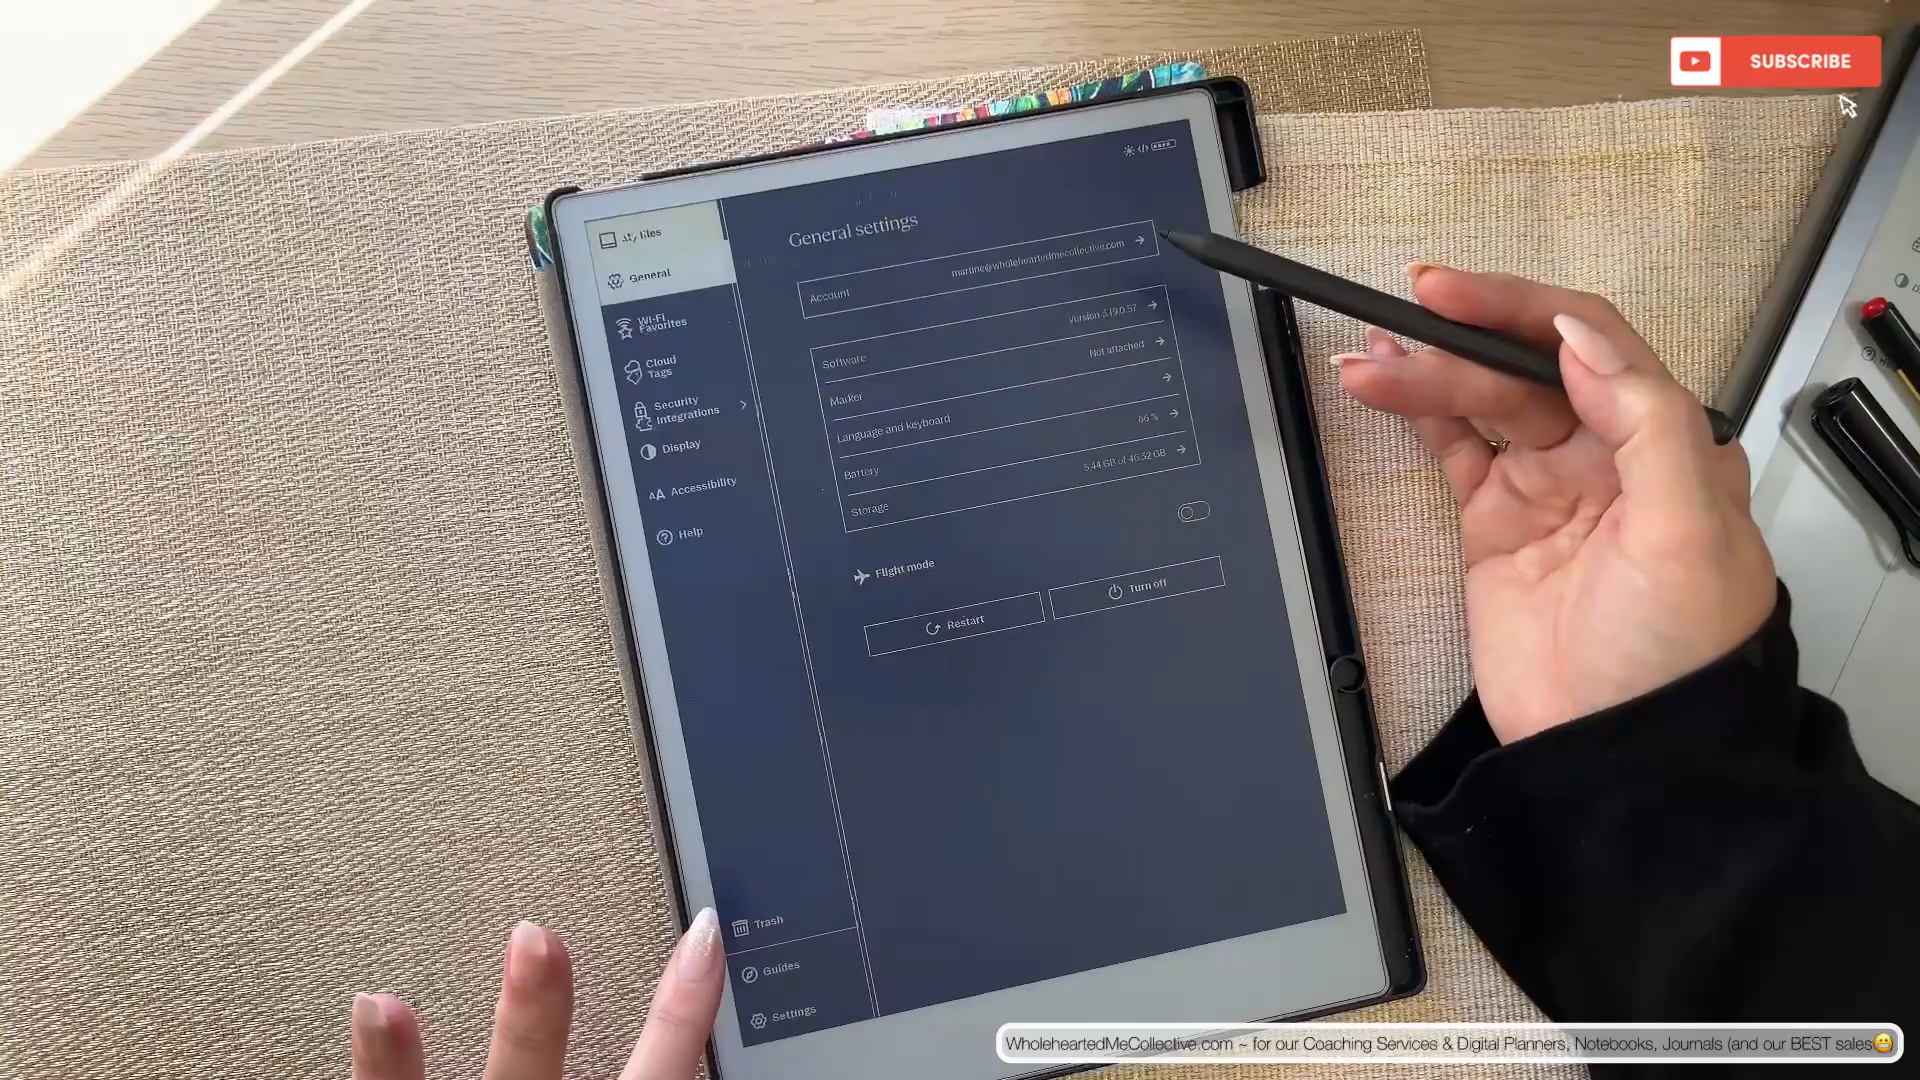 SUBSCRIBE
My files
General settings
General
Account martine@wholeheartedmecollective.com
Wi-Fi
Favorites
Software Version 3.19.0.57
Cloud
Tags
Marker Not attached
Security
Integrations
Language and keyboard
Display
Battery 66 %
Accessibility
Storage 5.44 GB of 46.32 GB
Help
Flight mode
Restart
Turn off
Trash
Guides
Settings
WholeheartedMeCollective.com ~ for our Coaching Services & Digital Planners, Notebooks, Journals (and our BEST sales😁